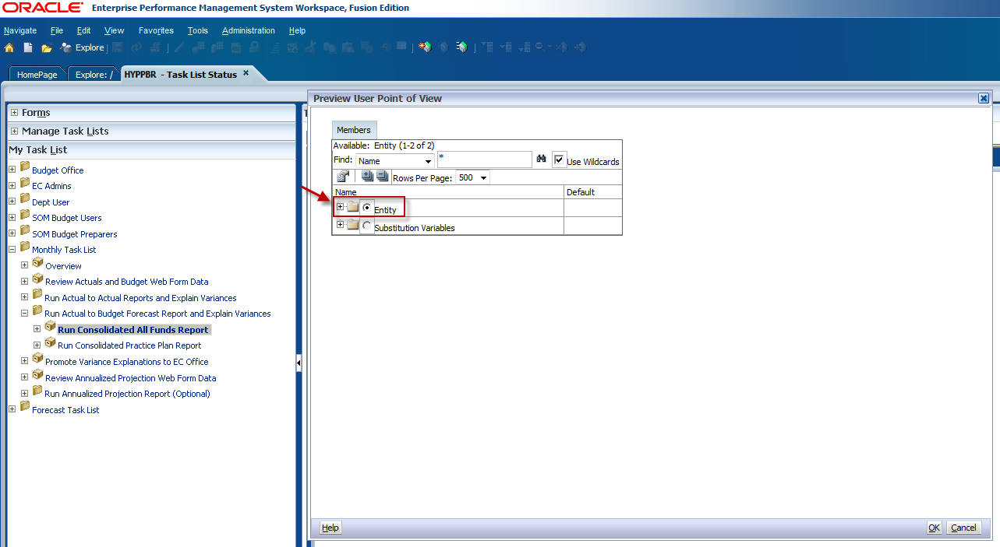 ORACLE® Enterprise Performance Management System Workspace, Fusion Edition
Navigate File Edit View Favorites Tools Administration Help
Explore
HomePage Explore: / HYPPBR - Task List Status
Forms
Manage Task Lists
My Task List
Budget Office
EC Admins
Dept User
SOM Budget Users
SOM Budget Preparers
Monthly Task List
Overview
Review Actuals and Budget Web Form Data
Run Actual to Actual Reports and Explain Variances
Run Actual to Budget Forecast Report and Explain Variances
Run Consolidated All Funds Report
Run Consolidated Practice Plan Report
Promote Variance Explanations to EC Office
Review Annualized Projection Web Form Data
Run Annualized Projection Report (Optional)
Forecast Task List
Preview User Point of View
Members
Available: Entity (1-2 of 2)
Find: Name * Use Wildcards
Rows Per Page: 500
Name Default
Entity
Substitution Variables
Help OK Cancel